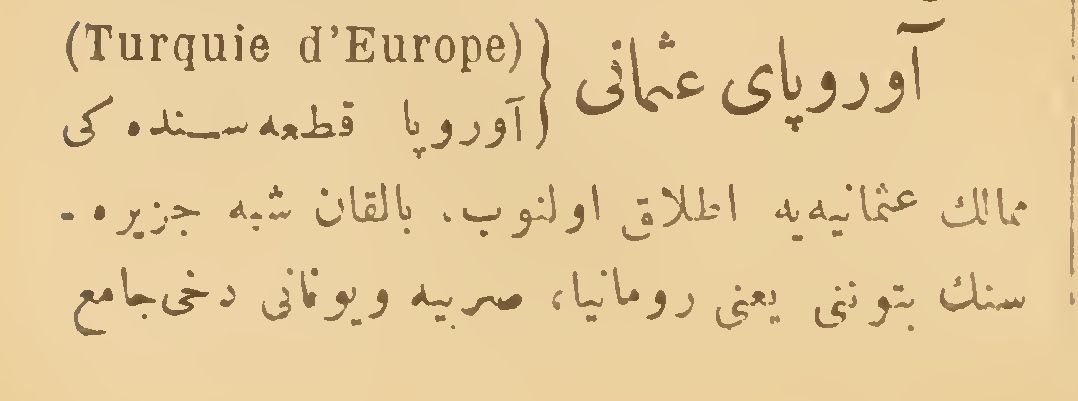 آوروپای عثمانی (Turquie d'Europe)
آوروپا قطعه‌سنده كی
ممالك عثمانیه‌یه اطلاق اولنوب. بالقان شبه جزیره-
سنك بتوننی یعنی رومانیا، صربیه ویونانی دخی جامع